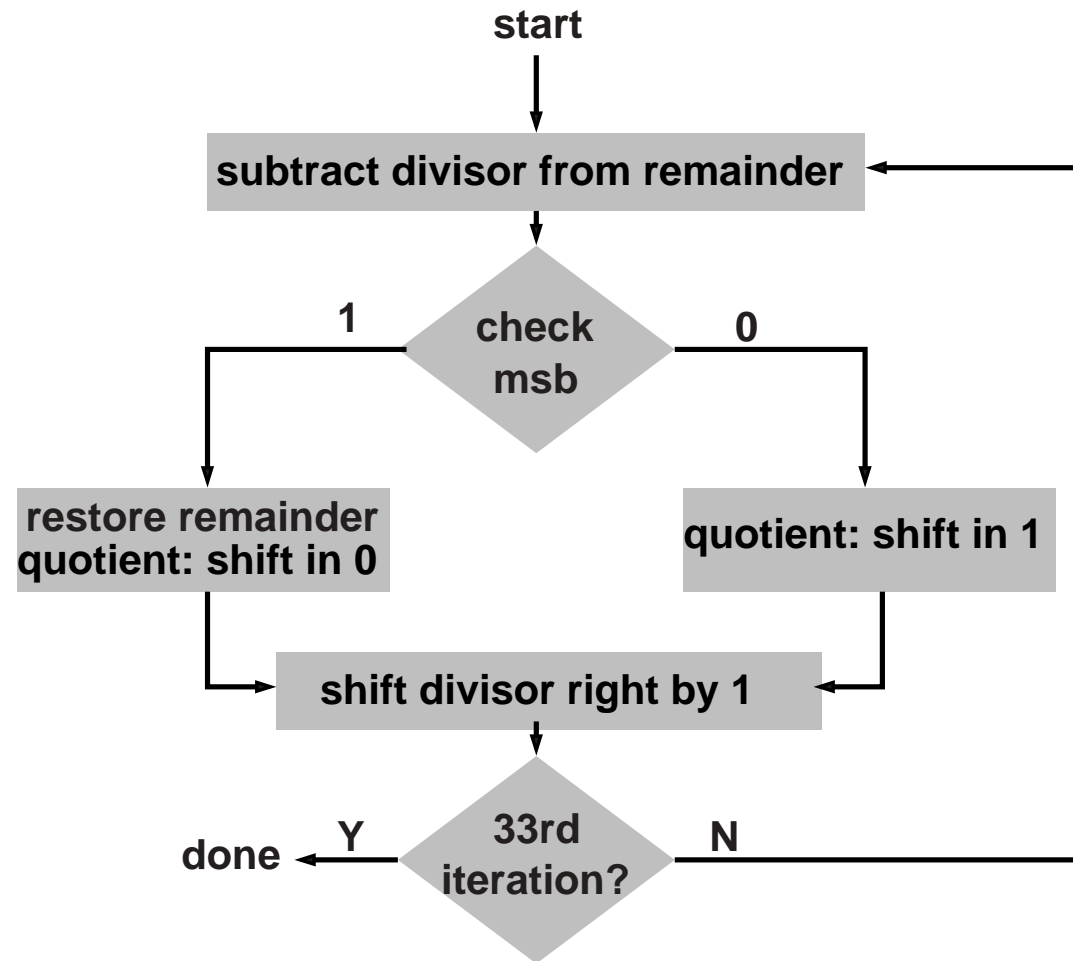 start
subtract divisor from remainder
1
check
msb
0
restore remainder
quotient: shift in 0
quotient: shift in 1
shift divisor right by 1
done
Y
33rd
iteration?
N